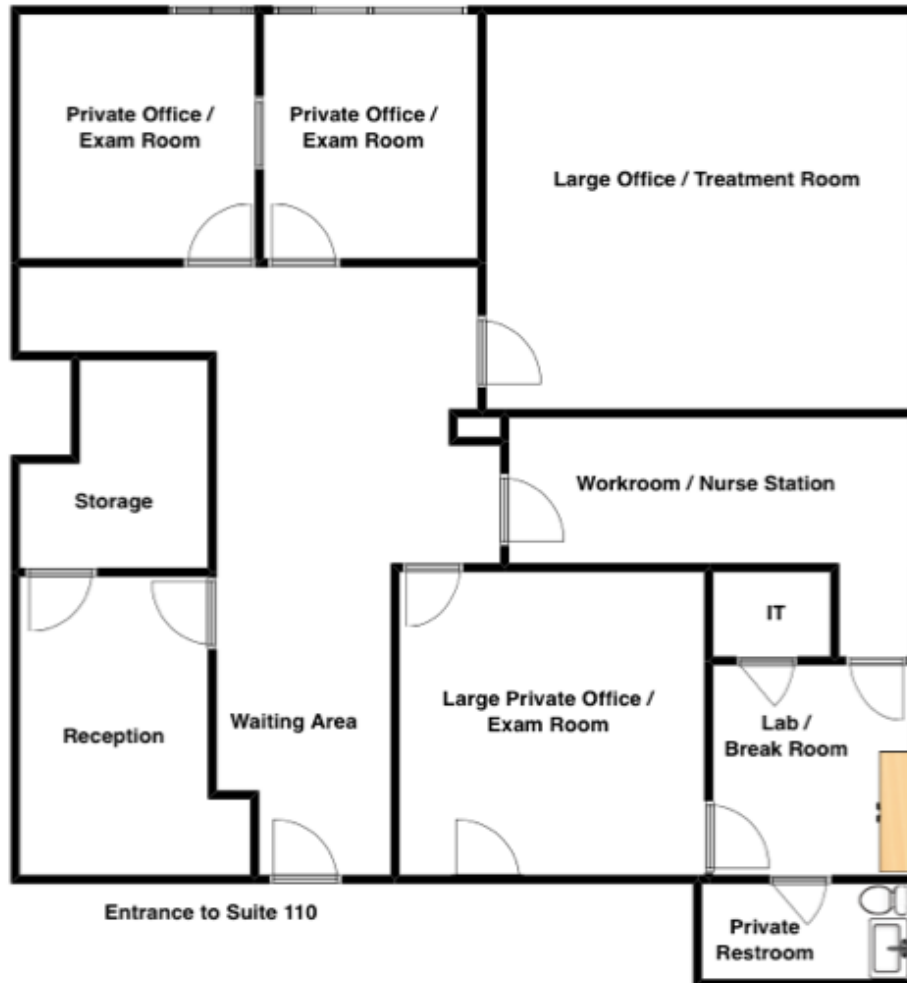 Private Office /
Exam Room
Private Office /
Exam Room
Large Office / Treatment Room
Storage
Workroom / Nurse Station
IT
Reception
Waiting Area
Large Private Office /
Exam Room
Lab /
Break Room
Entrance to Suite 110
Private
Restroom